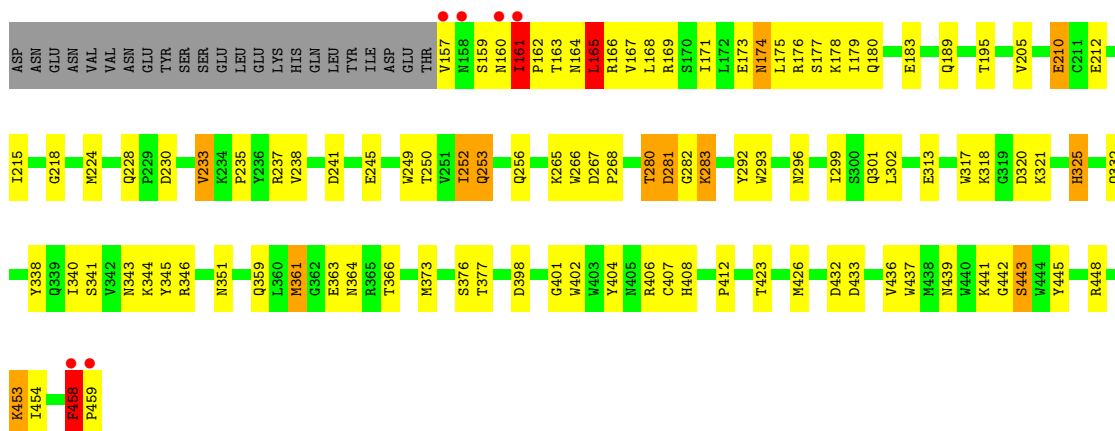 ASP ASN GLU ASN VAL VAL ASN GLU TYR SER SER GLU LEU GLU LYS HIS GLN LEU TYR ILE ASP GLU THR V157 N158 S159 N160 I161 P162 T163 N164 L165 R166 V167 L168 R169 S170 I171 L172 E173 N174 L175 R176 S177 K178 I179 Q180 E183 Q189 T195 V205 E210 C211 E212
I215 G218 M224 Q228 P229 D230 V233 K234 P235 Y236 R237 V238 D241 E245 W249 T250 V251 I252 Q253 Q256 K265 W266 D267 P268 T280 D281 G282 K283 Y292 W293 N296 I299 S300 Q301 L302 E313 W317 K318 G319 D320 K321 H325
Y338 Q339 I340 S341 V342 N343 K344 Y345 R346 N351 Q359 L360 M361 G362 E363 N364 R365 T366 M373 S376 T377 D398 G401 W402 W403 Y404 N405 R406 C407 H408 P412 T423 M426 D432 D433 V436 W437 M438 N439 W440 K441 G442 S443 W444 Y445 R448
K453 I454 F458 P459